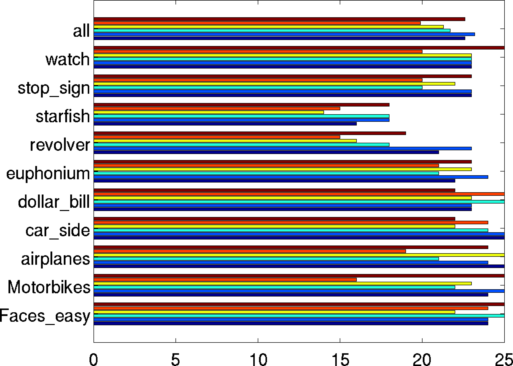 all
watch
stop_sign
starfish
revolver
euphonium
dollar_bill
car_side
airplanes
Motorbikes
Faces_easy
0 5 10 15 20 25